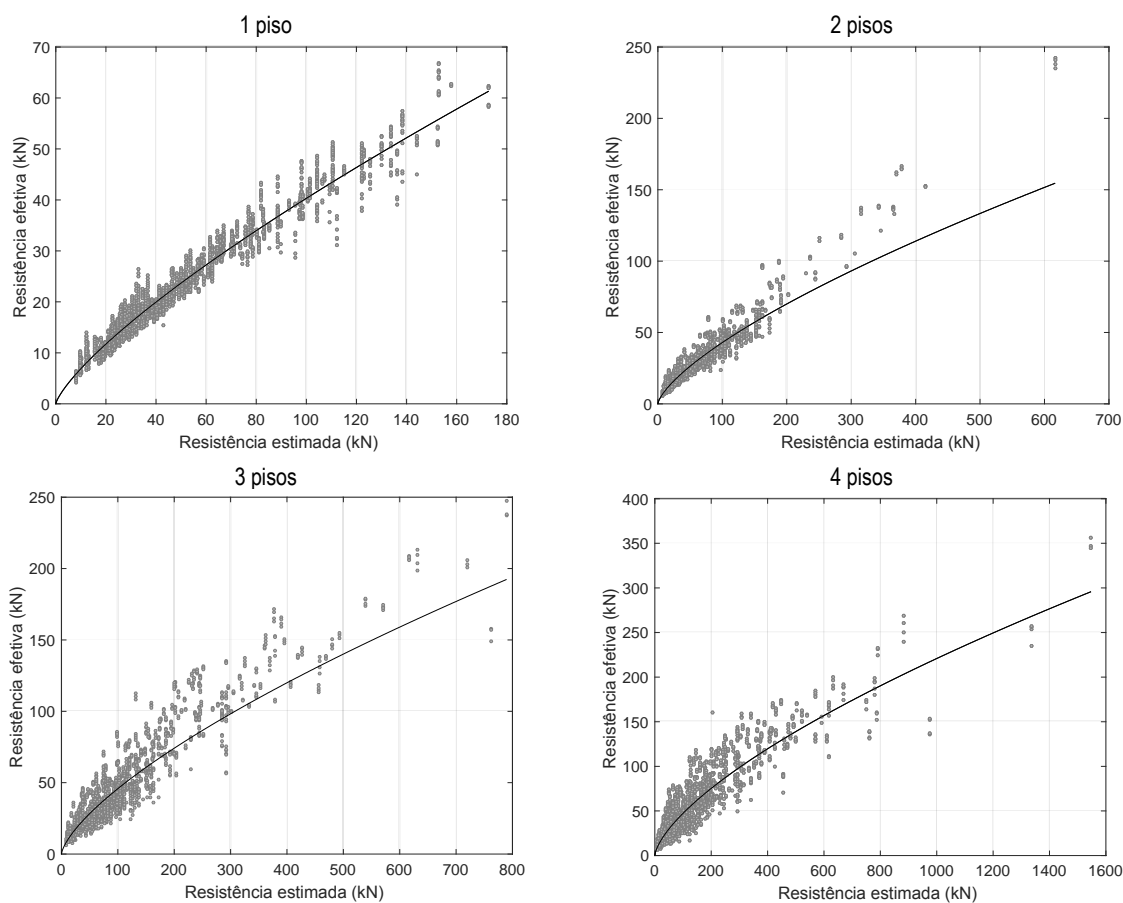 1 piso
70
60
50
40
30
20
10
0
Resistência efetiva (kN)
0 20 40 60 80 100 120 140 160 180
Resistência estimada (kN)
2 pisos
250
200
150
100
50
0
Resistência efetiva (kN)
0 100 200 300 400 500 600 700
Resistência estimada (kN)
3 pisos
250
200
150
100
50
0
Resistência efetiva (kN)
0 100 200 300 400 500 600 700 800
Resistência estimada (kN)
4 pisos
400
350
300
250
200
150
100
50
0
Resistência efetiva (kN)
0 200 400 600 800 1000 1200 1400 1600
Resistência estimada (kN)